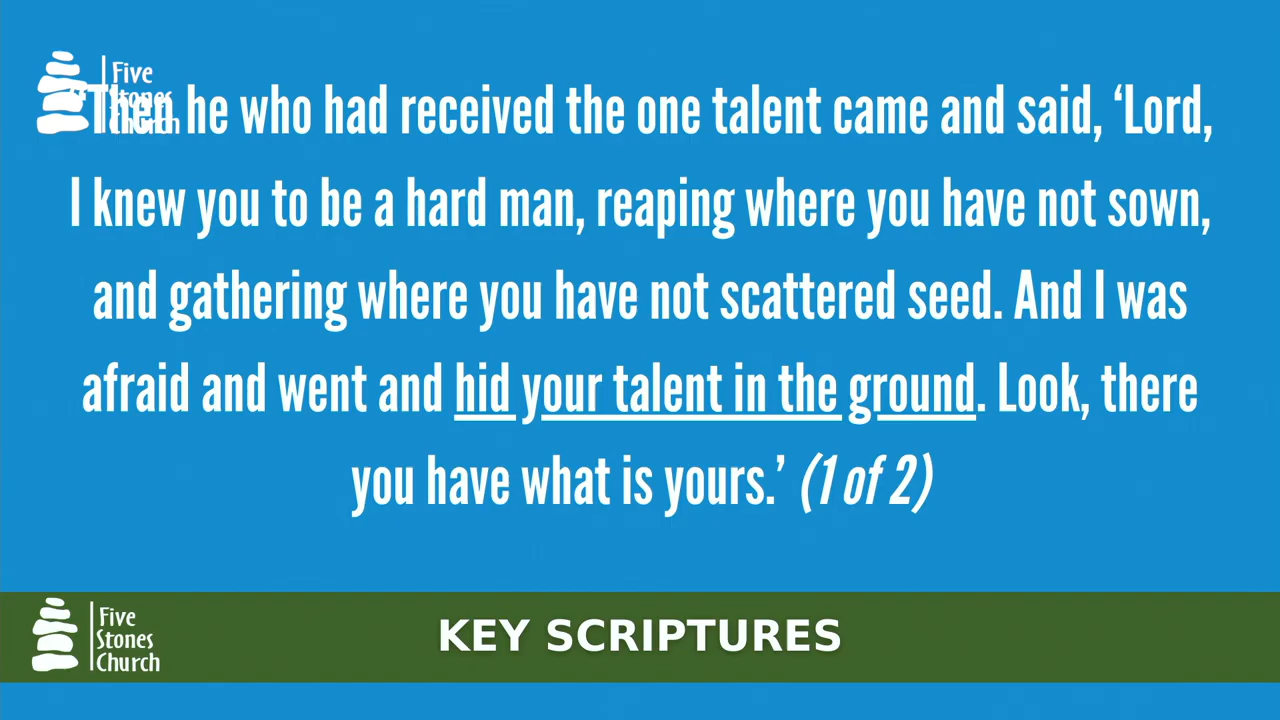 Five
Stones
Church
“Then he who had received the one talent came and said, ‘Lord,
I knew you to be a hard man, reaping where you have not sown,
and gathering where you have not scattered seed. And I was
afraid and went and hid your talent in the ground. Look, there
you have what is yours.’ (1 of 2)
Five
Stones
Church
KEY SCRIPTURES